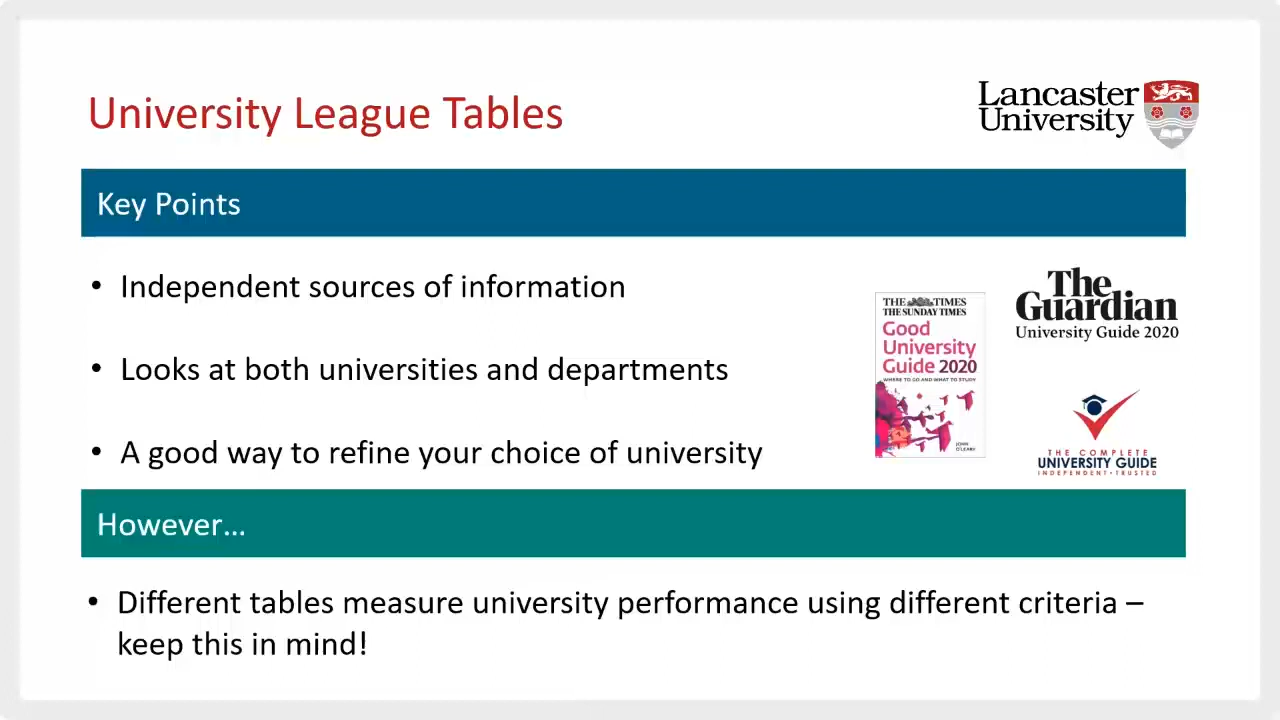 University League Tables
Lancaster
University
Key Points
• Independent sources of information
• Looks at both universities and departments
• A good way to refine your choice of university
THE TIMES
THE SUNDAY TIMES
Good
University
Guide 2020
WHERE TO GO AND WHAT TO STUDY
JOHN
O'LEARY
The
Guardian
University Guide 2020
THE COMPLETE
UNIVERSITY GUIDE
INDEPENDENT • TRUSTED
However...
• Different tables measure university performance using different criteria –
keep this in mind!